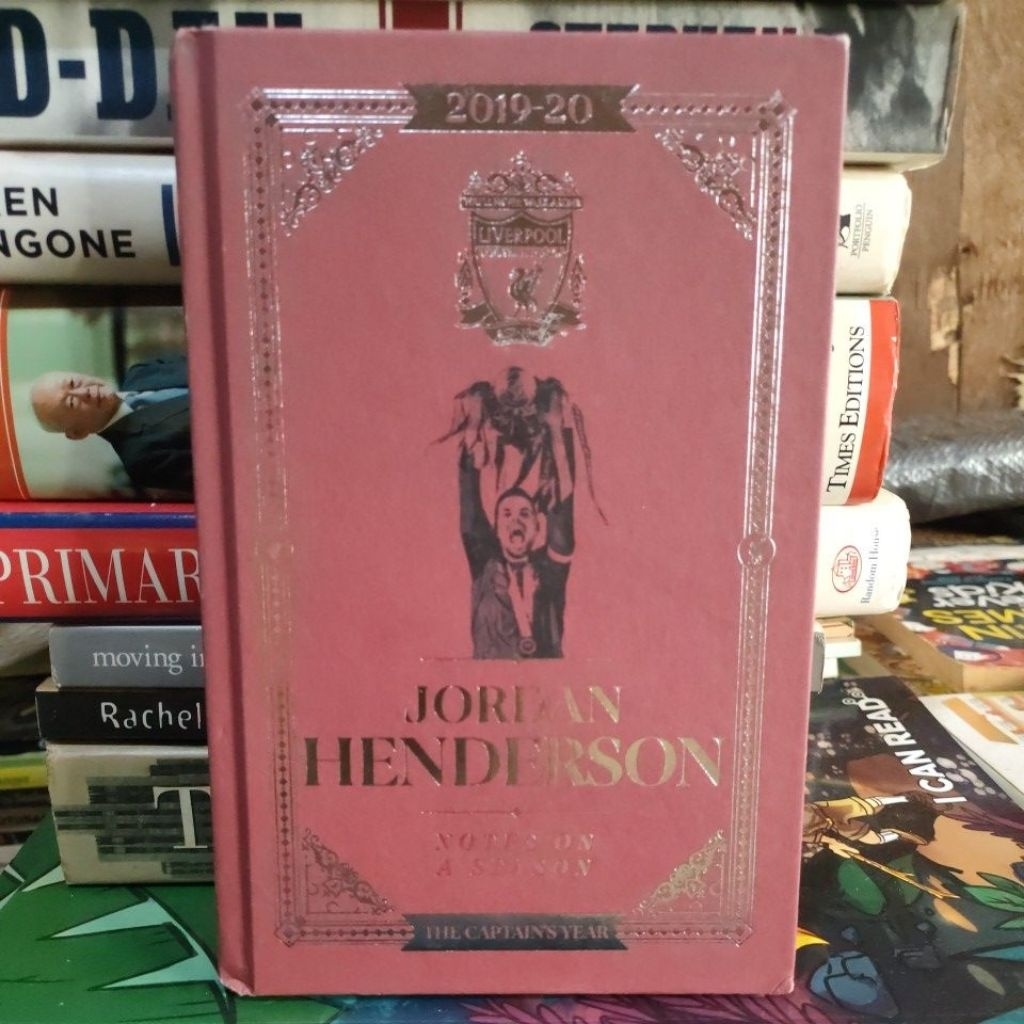 2019-20
LIVERPOOL
JORDAN
HENDERSON
NOTES ON
A SEASON
THE CAPTAIN'S YEAR
D-D
EN
NGONE
PRIMAR
moving i
Rachel
T
PORTFOLIO
PENGUIN
TIMES EDITIONS
Random House
I CAN READ